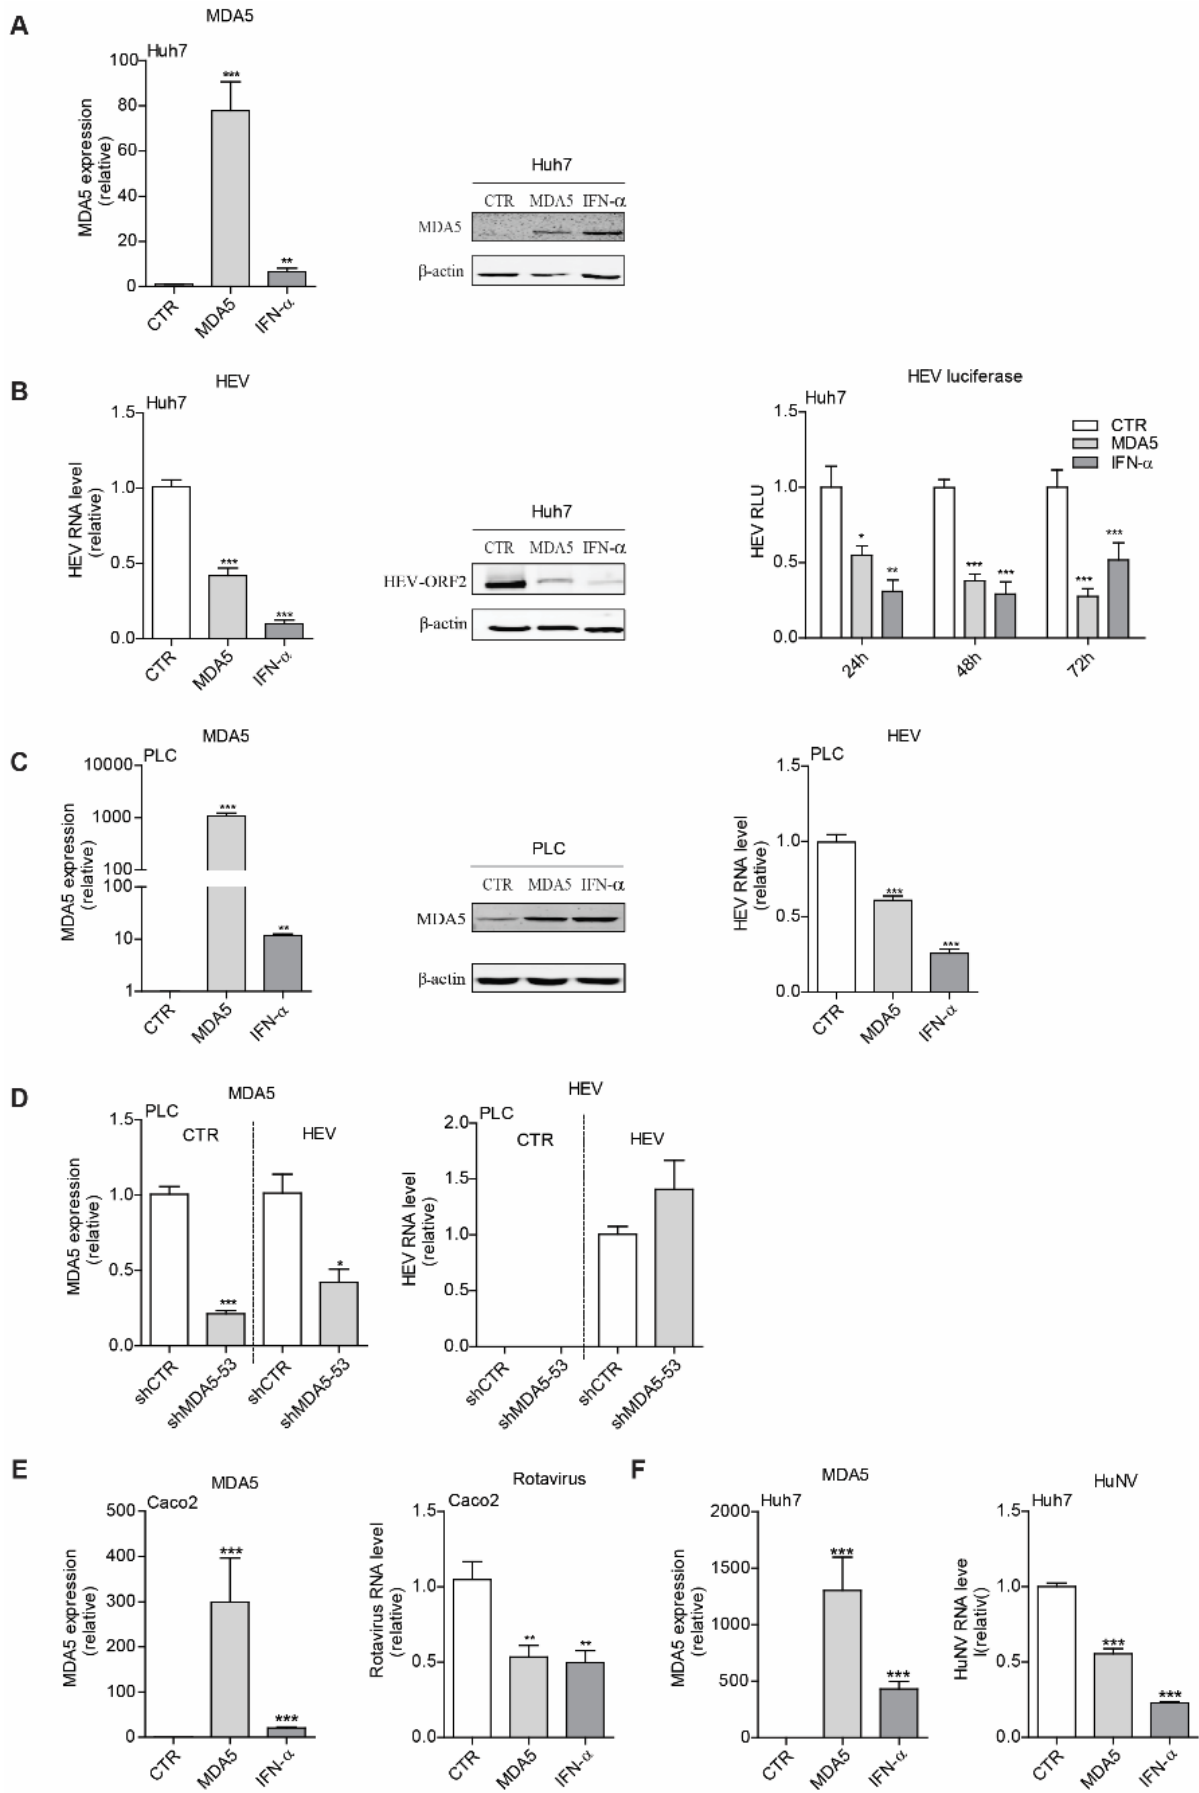 A
MDA5
Huh7
MDA5 expression
(relative)
100
80
60
40
20
0
***
**
CTR
MDA5
IFN-α
Huh7
CTR MDA5 IFN-α
MDA5
β-actin
B
HEV
Huh7
HEV RNA level
(relative)
1.5
1.0
0.5
0.0
***
***
CTR
MDA5
IFN-α
Huh7
CTR MDA5 IFN-α
HEV-ORF2
β-actin
HEV luciferase
Huh7
HEV RLU
1.5
1.0
0.5
0.0
CTR
MDA5
IFN-α
*
**
***
***
***
***
24h
48h
72h
C
MDA5
PLC
MDA5 expression
(relative)
10000
1000
100
100
10
1
***
**
CTR
MDA5
IFN-α
PLC
CTR MDA5 IFN-α
MDA5
β-actin
HEV
PLC
HEV RNA level
(relative)
1.5
1.0
0.5
0.0
***
***
CTR
MDA5
IFN-α
D
MDA5
PLC
CTR
HEV
MDA5 expression
(relative)
1.5
1.0
0.5
0.0
***
*
shCTR
shMDA5-53
shCTR
shMDA5-53
HEV
PLC
CTR
HEV
HEV RNA level
(relative)
2.0
1.5
1.0
0.5
0.0
shCTR
shMDA5-53
shCTR
shMDA5-53
E
MDA5
Caco2
MDA5 expression
(relative)
500
400
300
200
100
0
***
***
CTR
MDA5
IFN-α
Rotavirus
Caco2
Rotavirus RNA level
(relative)
1.5
1.0
0.5
0.0
**
**
CTR
MDA5
IFN-α
F
MDA5
Huh7
MDA5 expression
(relative)
2000
1500
1000
500
0
***
***
CTR
MDA5
IFN-α
HuNV
Huh7
HuNV RNA leve
l(relativ()
1.5
1.0
0.5
0.0
***
***
CTR
MDA5
IFN-α